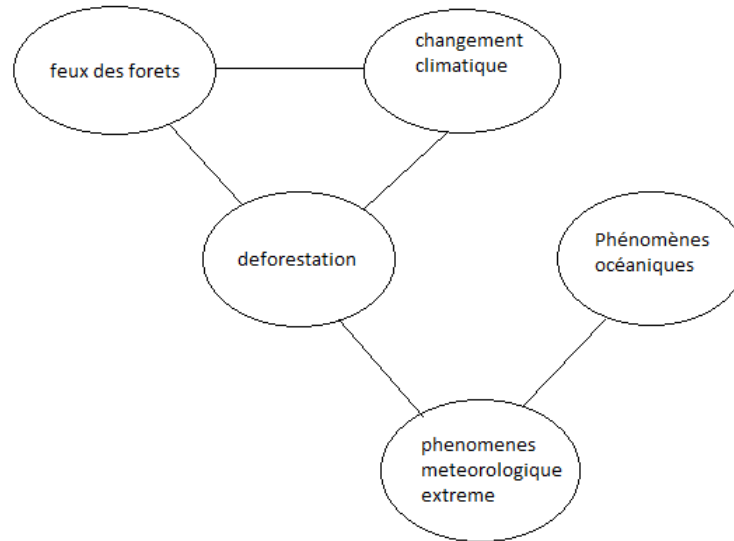 feux des forets
changement
climatique
deforestation
Phénomènes
océaniques
phenomenes
meteorologique
extreme